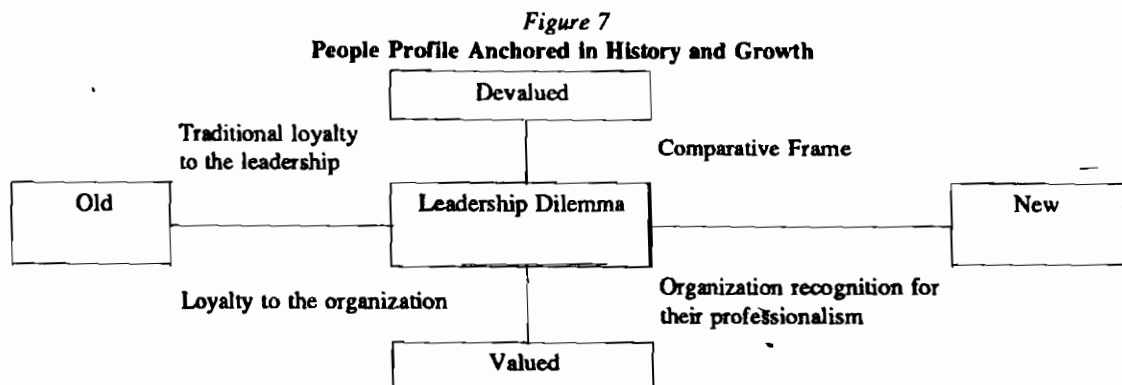 Figure 7
People Profile Anchored in History and Growth
Devalued
Traditional loyalty
to the leadership
Comparative Frame
Old
Leadership Dilemma
New
Loyalty to the organization
Organization recognition for
their professionalism
Valued